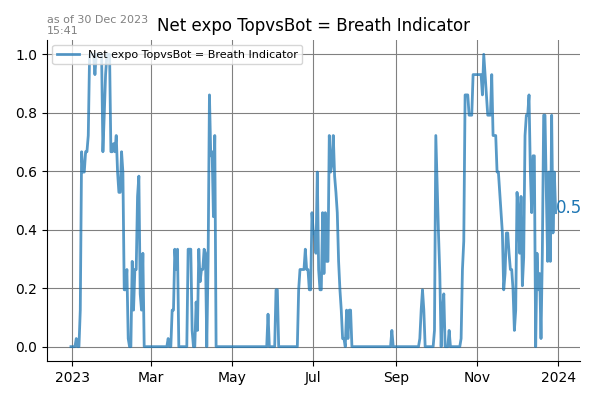 as of 30 Dec 2023
15:41
Net expo TopvsBot = Breath Indicator
Net expo TopvsBot = Breath Indicator
1.0
0.8
0.6
0.4
0.2
0.0
0.5
2023 Mar May Jul Sep Nov 2024